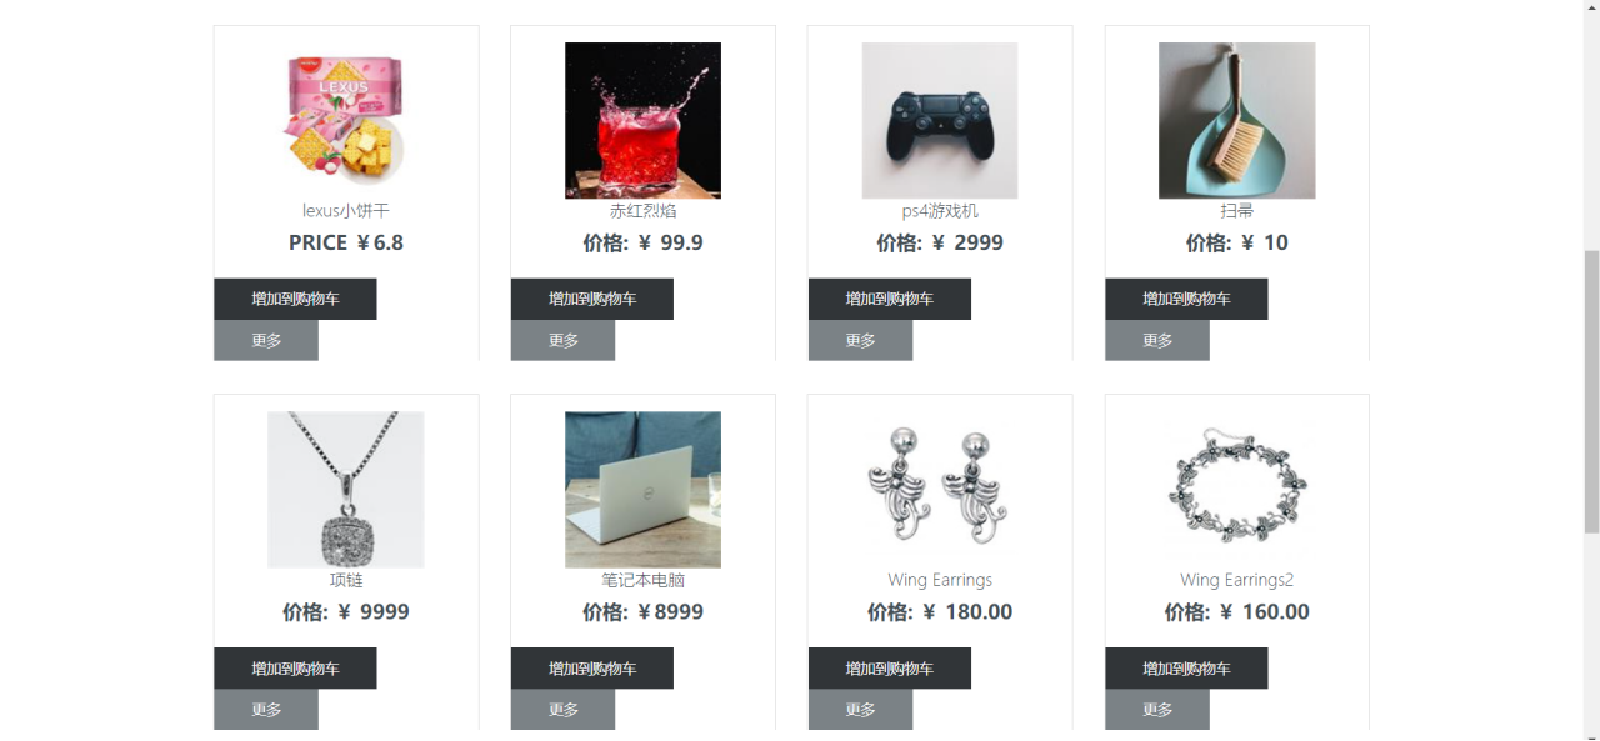 LEXUS
lexus小饼干
PRICE ￥6.8
增加到购物车
更多
赤红烈焰
价格: ￥ 99.9
增加到购物车
更多
ps4游戏机
价格: ￥ 2999
增加到购物车
更多
扫帚
价格: ￥ 10
增加到购物车
更多
项链
价格: ￥ 9999
增加到购物车
更多
笔记本电脑
价格: ￥8999
增加到购物车
更多
Wing Earrings
价格: ￥ 180.00
增加到购物车
更多
Wing Earrings2
价格: ￥ 160.00
增加到购物车
更多